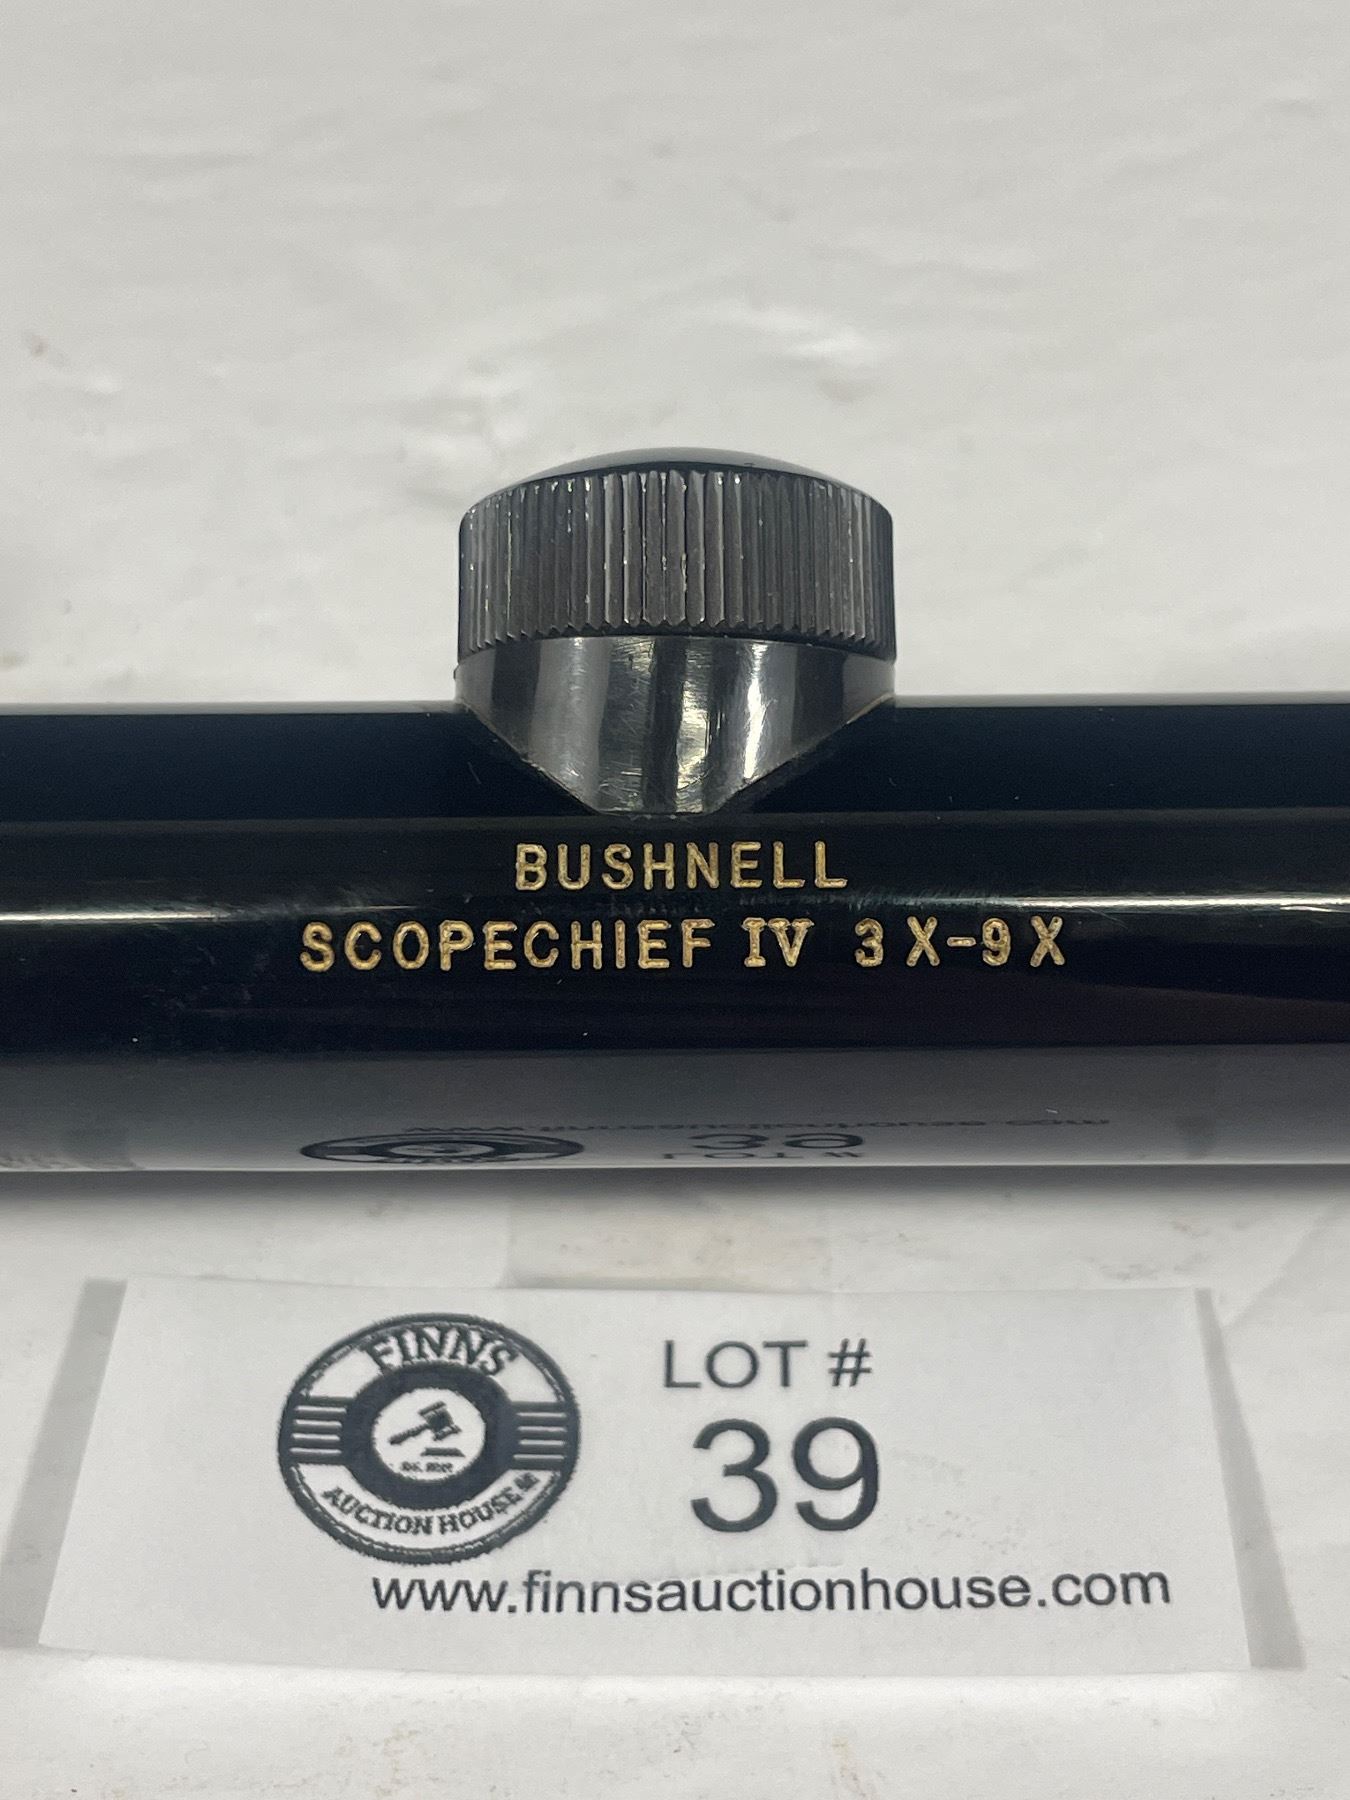 BUSHNELL
SCOPECHIEF IV 3X-9X
FINNS
AUCTION HOUSE
LOT #
39
www.finnsauctionhouse.com